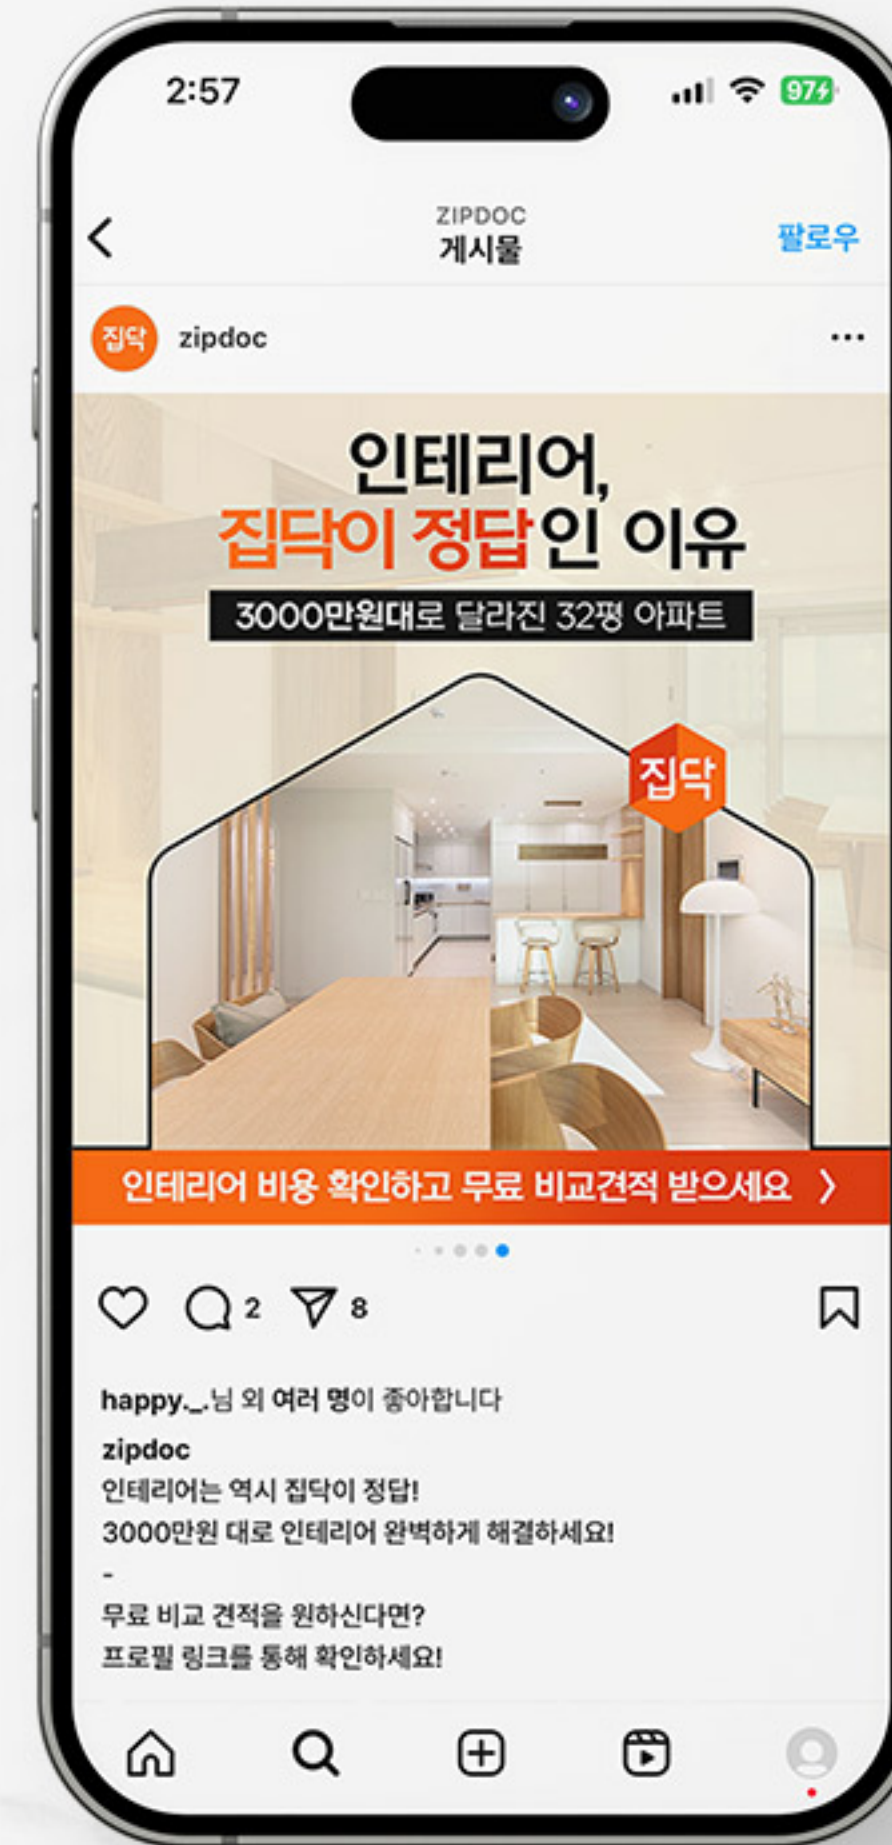 2:57
97
ZIPDOC
게시물
팔로우
집닥
zipdoc
인테리어,
집닥이 정답인 이유
3000만원대로 달라진 32평 아파트
집닥
인테리어 비용 확인하고 무료 비교견적 받으세요 〉
2
8
happy._.님 외 여러 명이 좋아합니다
zipdoc
인테리어는 역시 집닥이 정답!
3000만원 대로 인테리어 완벽하게 해결하세요!
-
무료 비교 견적을 원하신다면?
프로필 링크를 통해 확인하세요!